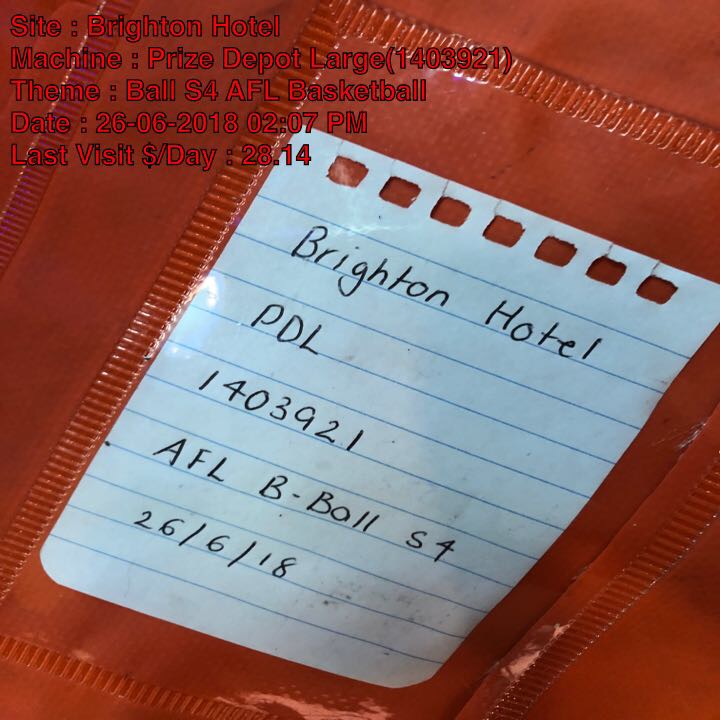 Site : Brighton Hotel
Machine : Prize Depot Large(1403921)
Theme : Ball S4 AFL Basketball
Date : 26-06-2018 02:07 PM
Last Visit $/Day : 28.14
Brighton Hotel
PDL
1403921
AFL B-Ball S4
26/6/18